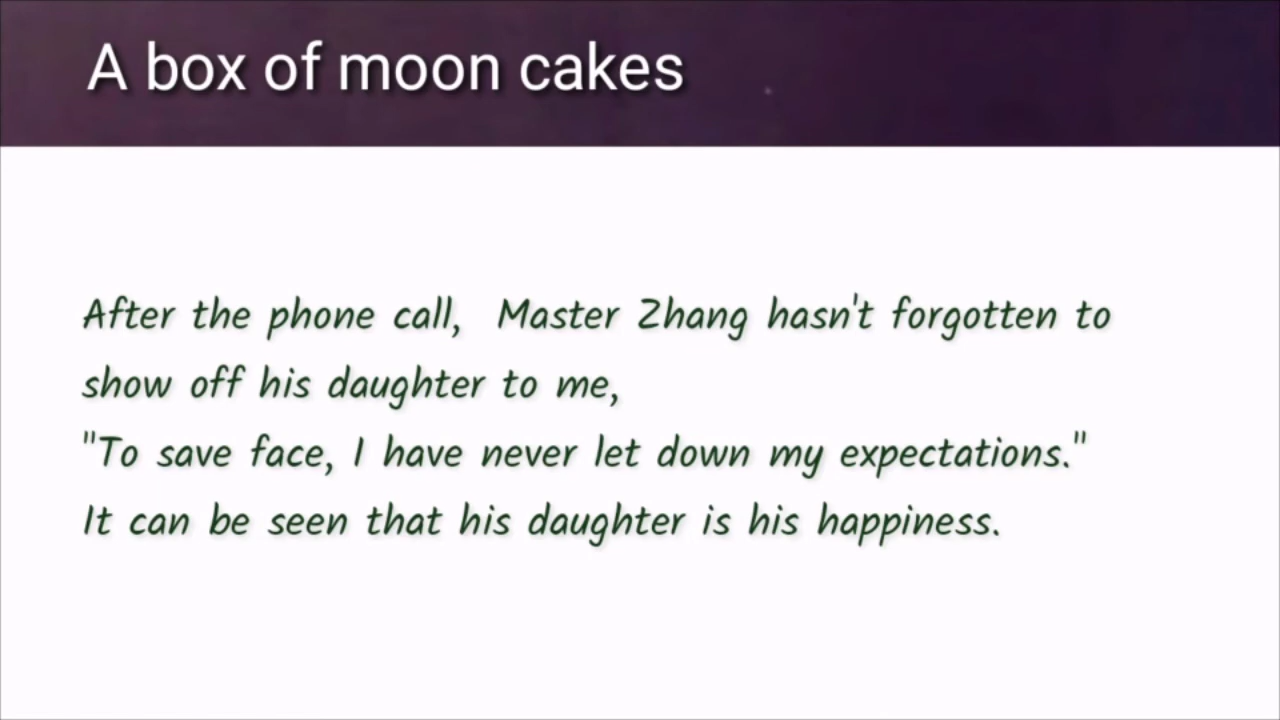 A box of moon cakes
After the phone call, Master Zhang hasn't forgotten to
show off his daughter to me,
"To save face, I have never let down my expectations."
It can be seen that his daughter is his happiness.